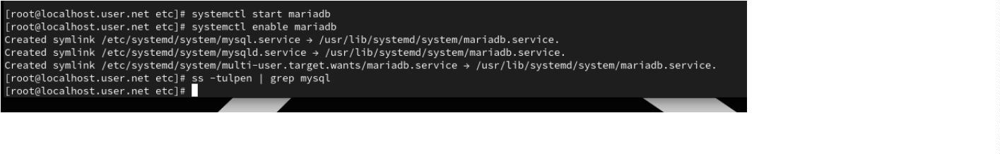 [root@localhost.user.net etc]# systemctl start mariadb
[root@localhost.user.net etc]# systemctl enable mariadb
Created symlink /etc/systemd/system/mysql.service → /usr/lib/systemd/system/mariadb.service.
Created symlink /etc/systemd/system/mysqld.service → /usr/lib/systemd/system/mariadb.service.
Created symlink /etc/systemd/system/multi-user.target.wants/mariadb.service → /usr/lib/systemd/system/mariadb.service.
[root@localhost.user.net etc]# ss -tulpen | grep mysql
[root@localhost.user.net etc]#